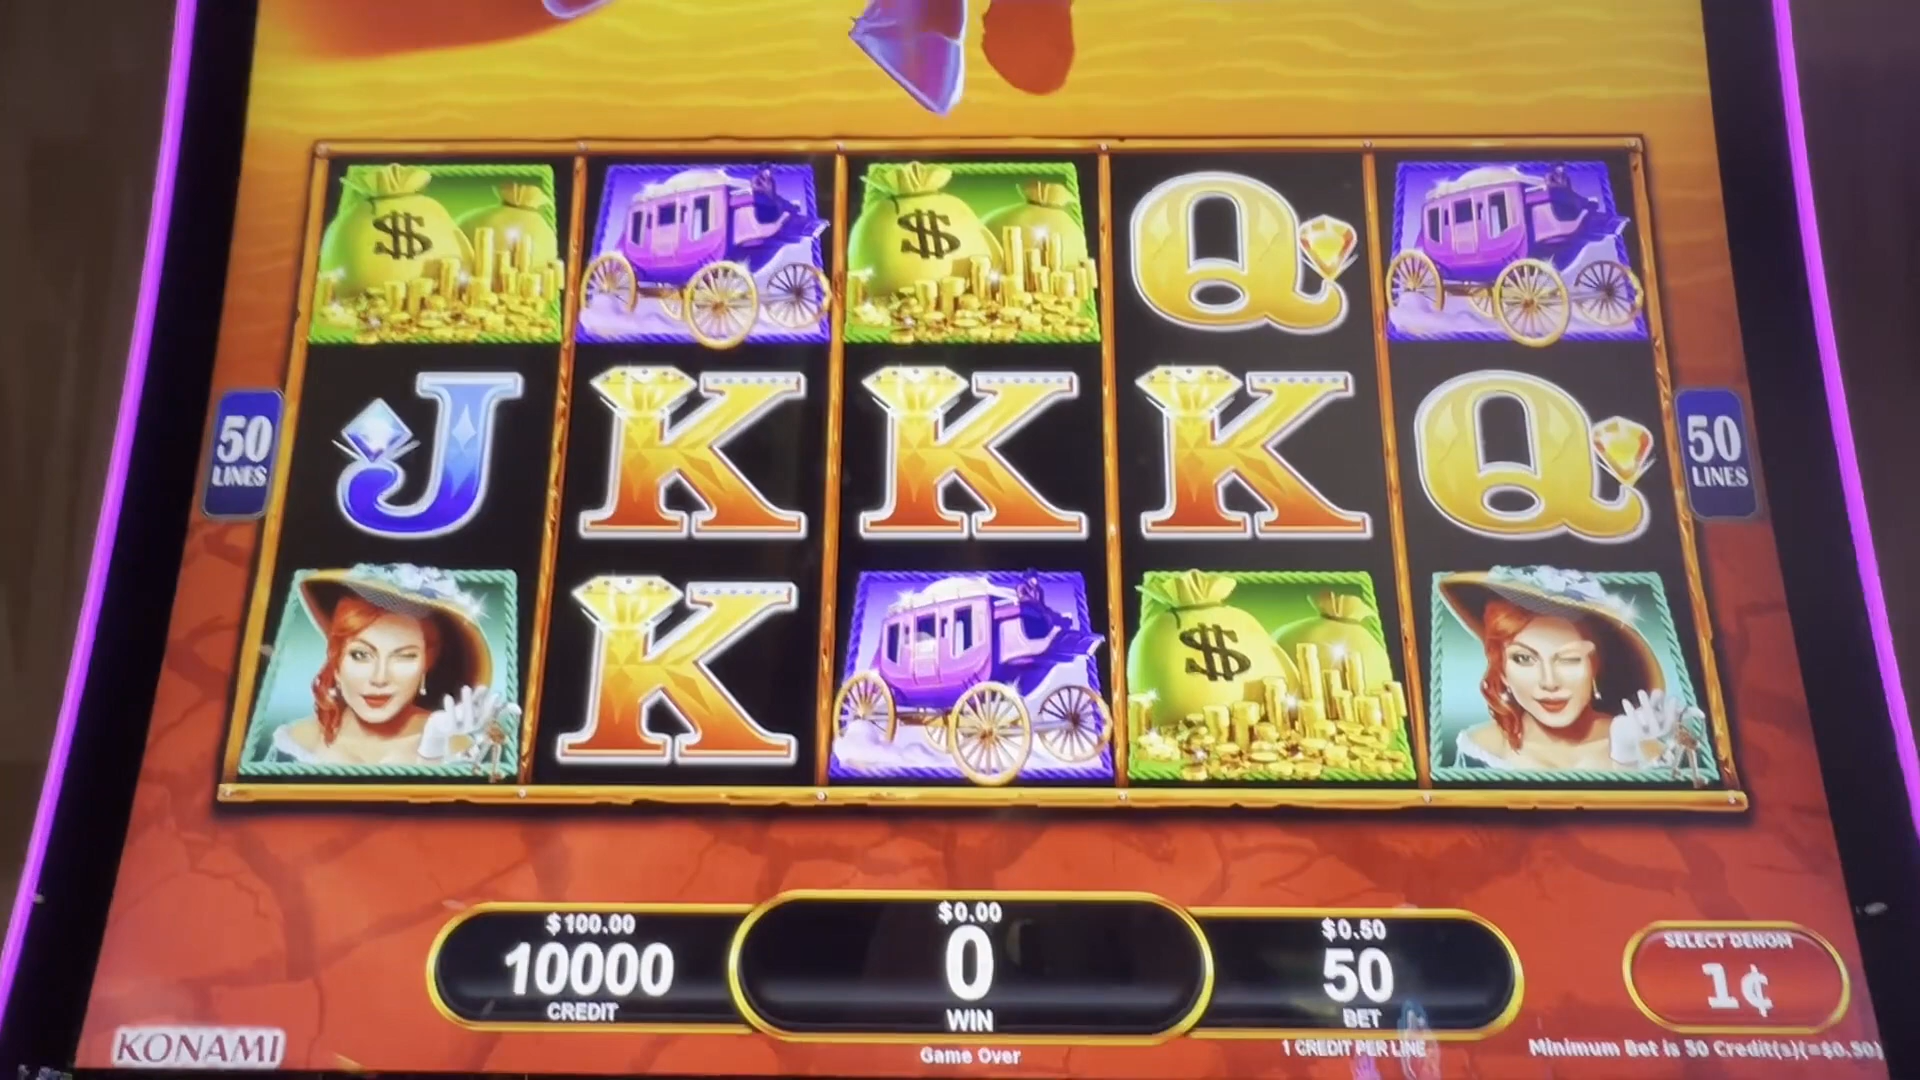 $ $ Q
50 LINES J K K K Q 50 LINES
K $
$100.00 $0.00 $0.50 SELECT DENOM
10000 0 50 1¢
CREDIT WIN BET
KONAMI Game Over 1 CREDIT PER LINE Minimum Bet is 50 Credit(s)(=$0.50)